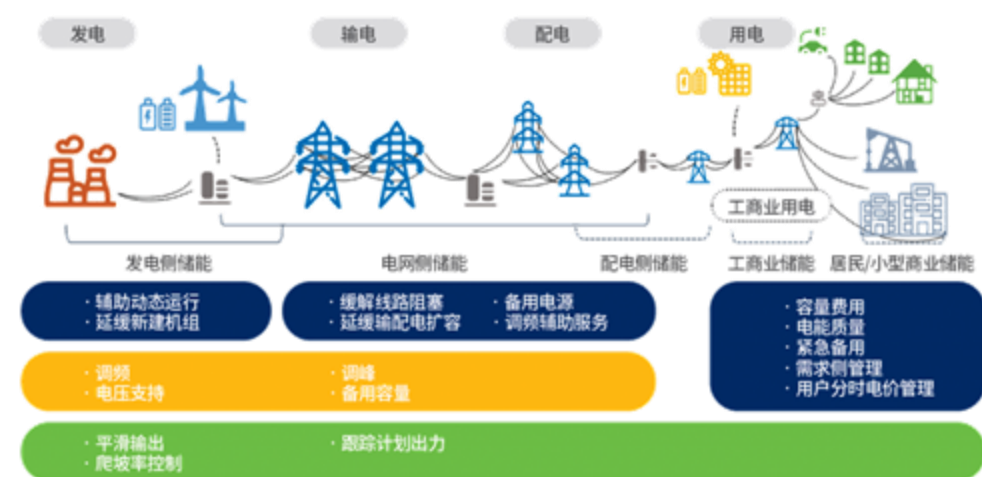 发电
输电
配电
用电
工商业用电
发电侧储能
电网侧储能
配电侧储能
工商业储能
居民/小型商业储能
· 辅助动态运行
· 延缓新建机组
· 缓解线路阻塞
· 延缓输配电扩容
· 备用电源
· 调频辅助服务
· 容量费用
· 电能质量
· 紧急备用
· 需求侧管理
· 用户分时电价管理
· 调频
· 电压支持
· 调峰
· 备用容量
· 平滑输出
· 爬坡率控制
· 跟踪计划出力